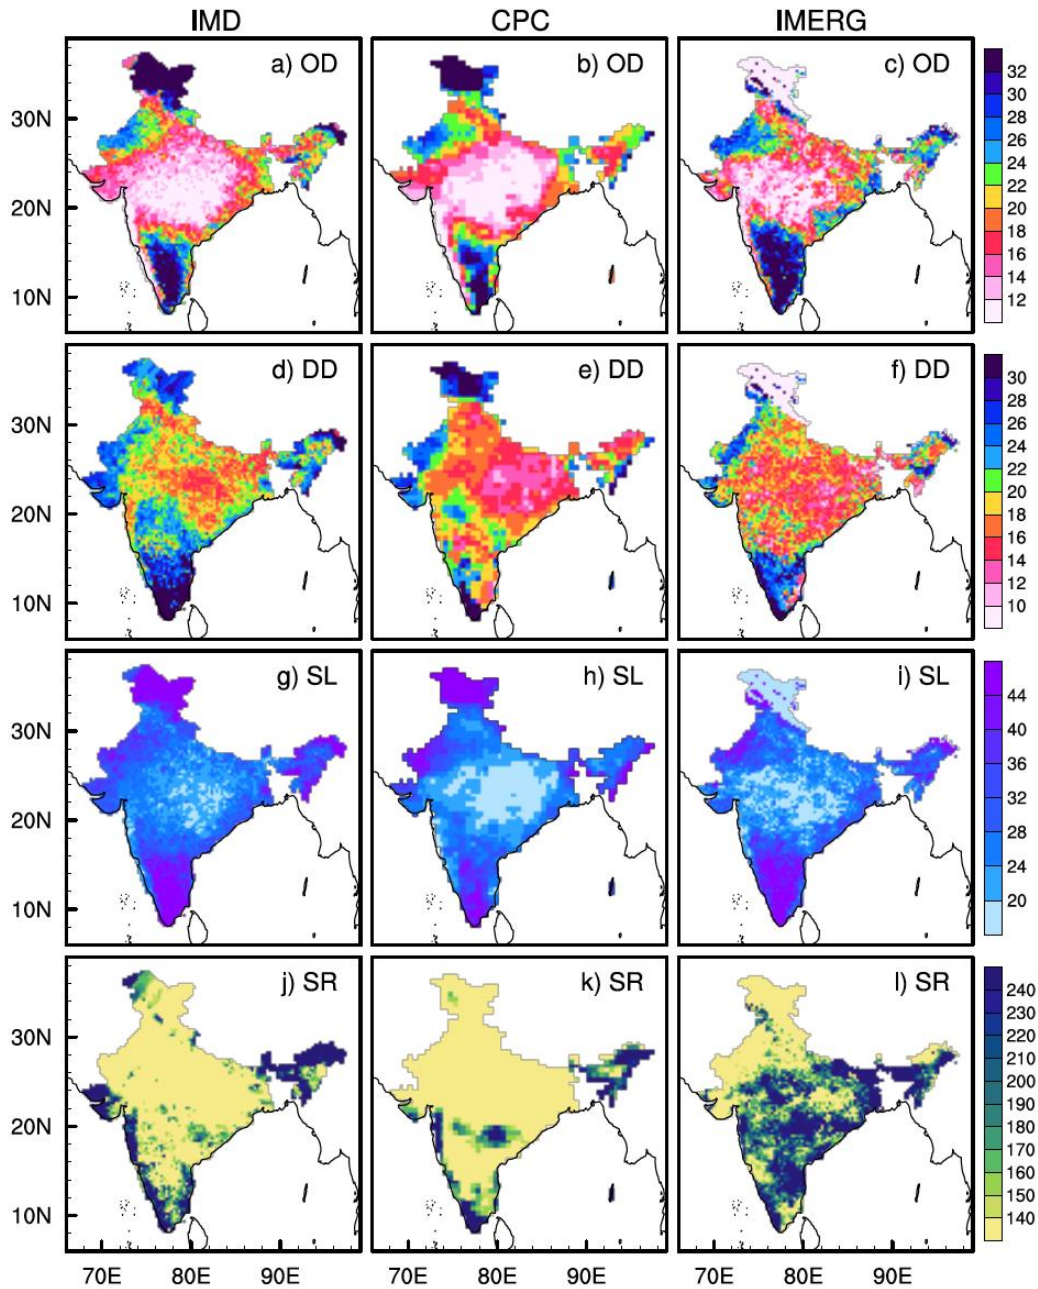 IMD CPC IMERG
a) OD b) OD c) OD
30N
20N
10N
32
30
28
26
24
22
20
18
16
14
12
d) DD e) DD f) DD
30N
20N
10N
30
28
26
24
22
20
18
16
14
12
10
g) SL h) SL i) SL
30N
20N
10N
44
40
36
32
28
24
20
j) SR k) SR l) SR
30N
20N
10N
240
230
220
210
200
190
180
170
160
150
140
70E 80E 90E 70E 80E 90E 70E 80E 90E